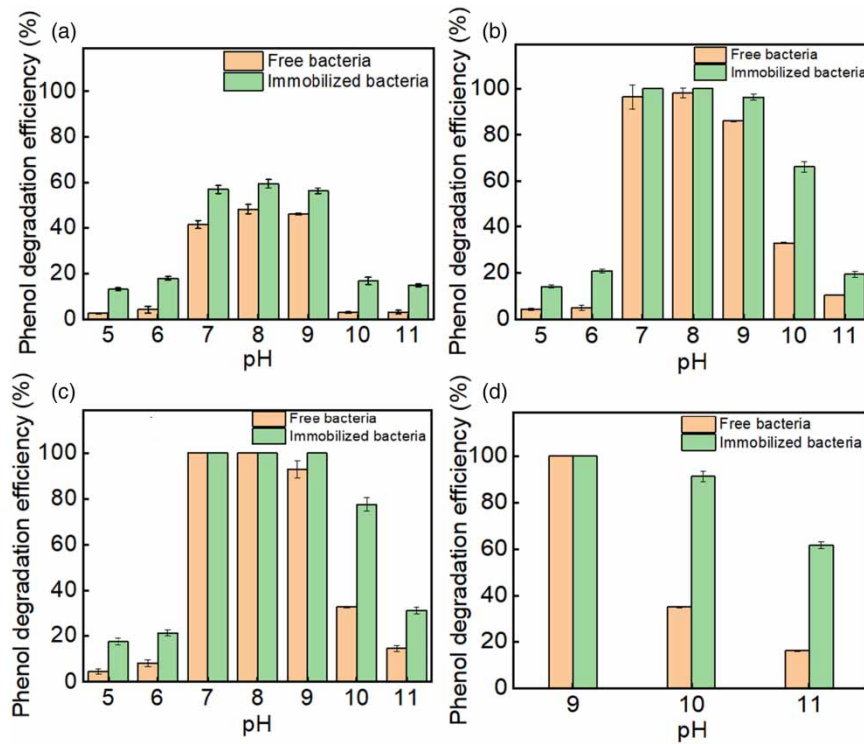 (a)
Phenol degradation efficiency (%)
Free bacteria
Immobilized bacteria
100
80
60
40
20
0
5 6 7 8 9 10 11
pH
(b)
Phenol degradation efficiency (%)
Free bacteria
Immobilized bacteria
100
80
60
40
20
0
5 6 7 8 9 10 11
pH
(c)
Phenol degradation efficiency (%)
Free bacteria
Immobilized bacteria
100
80
60
40
20
0
5 6 7 8 9 10 11
pH
(d)
Phenol degradation efficiency (%)
Free bacteria
Immobilized bacteria
100
80
60
40
20
0
9 10 11
pH